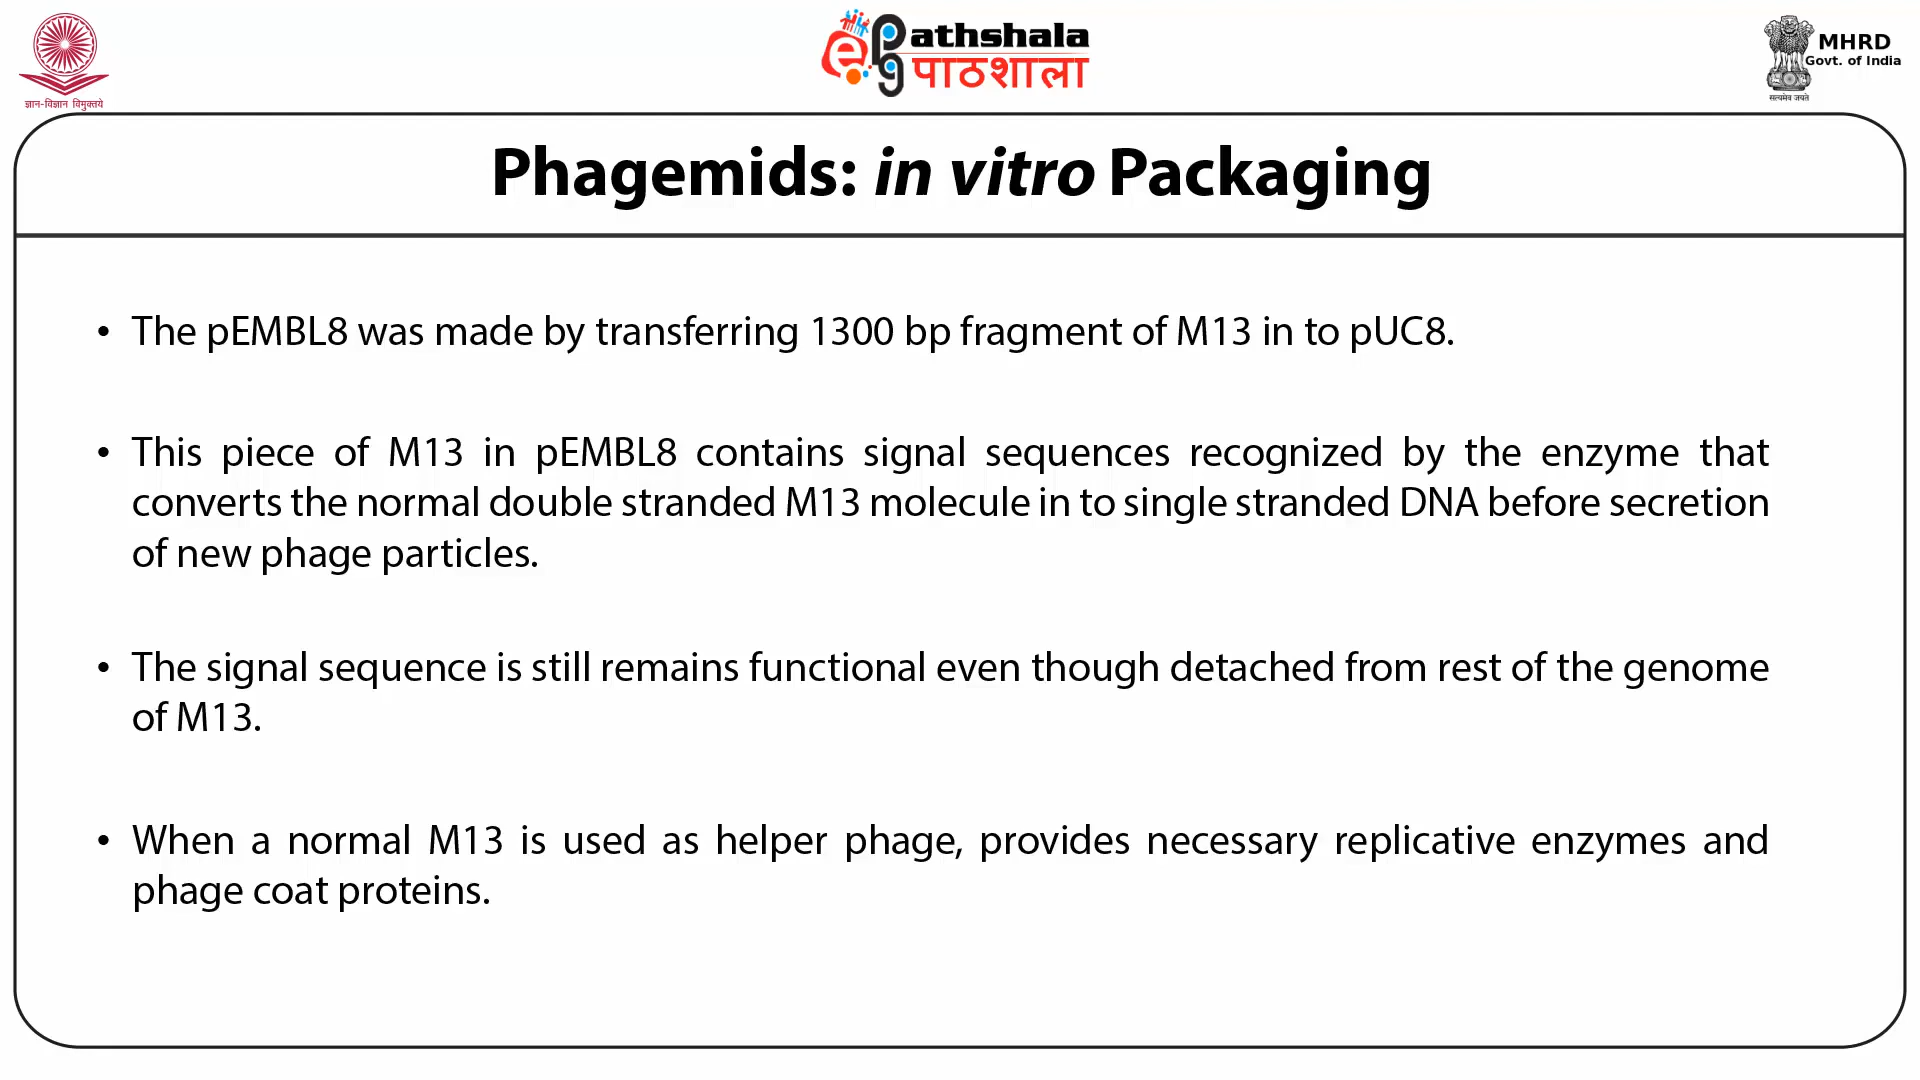 ज्ञान-विज्ञान विमुक्तये
ePathshala
पाठशाला
MHRD
Govt. of India
सत्यमेव जयते
Phagemids: in vitro Packaging
• The pEMBL8 was made by transferring 1300 bp fragment of M13 in to pUC8.
• This piece of M13 in pEMBL8 contains signal sequences recognized by the enzyme that
converts the normal double stranded M13 molecule in to single stranded DNA before secretion
of new phage particles.
• The signal sequence is still remains functional even though detached from rest of the genome
of M13.
• When a normal M13 is used as helper phage, provides necessary replicative enzymes and
phage coat proteins.